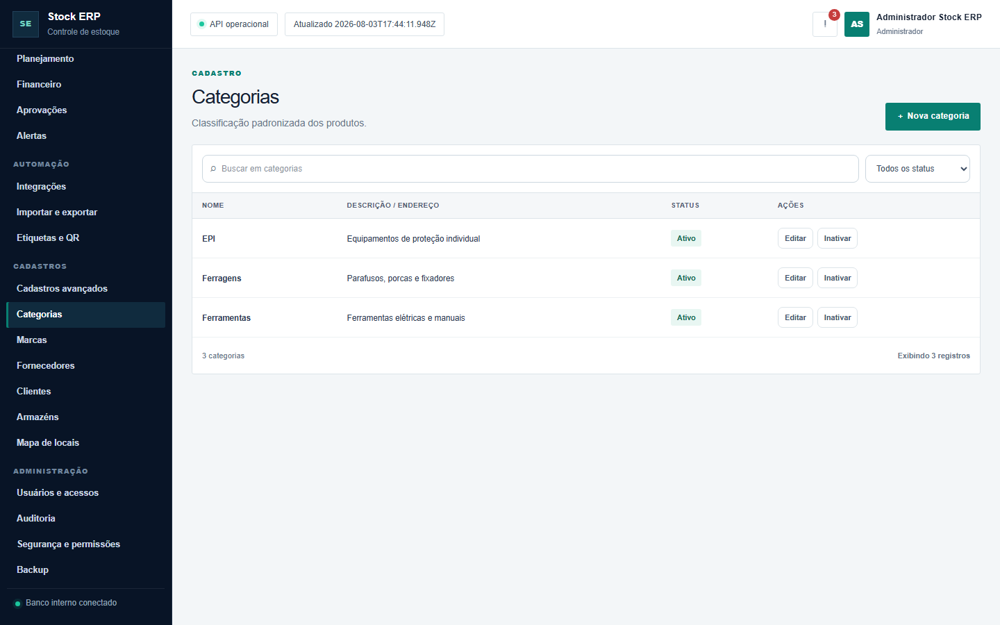 SE
Stock ERP
Controle de estoque
Planejamento
Financeiro
Aprovações
Alertas
AUTOMAÇÃO
Integrações
Importar e exportar
Etiquetas e QR
CADASTROS
Cadastros avançados
Categorias
Marcas
Fornecedores
Clientes
Armazéns
Mapa de locais
ADMINISTRAÇÃO
Usuários e acessos
Auditoria
Segurança e permissões
Backup
Banco interno conectado
API operacional
Atualizado 2026-08-03T17:44:11.948Z
!
3
AS
Administrador Stock ERP
Administrador
CADASTRO
Categorias
Classificação padronizada dos produtos.
+ Nova categoria
Buscar em categorias
Todos os status
NOME DESCRIÇÃO / ENDEREÇO STATUS AÇÕES
EPI Equipamentos de proteção individual Ativo Editar Inativar
Ferragens Parafusos, porcas e fixadores Ativo Editar Inativar
Ferramentas Ferramentas elétricas e manuais Ativo Editar Inativar
3 categorias Exibindo 3 registros